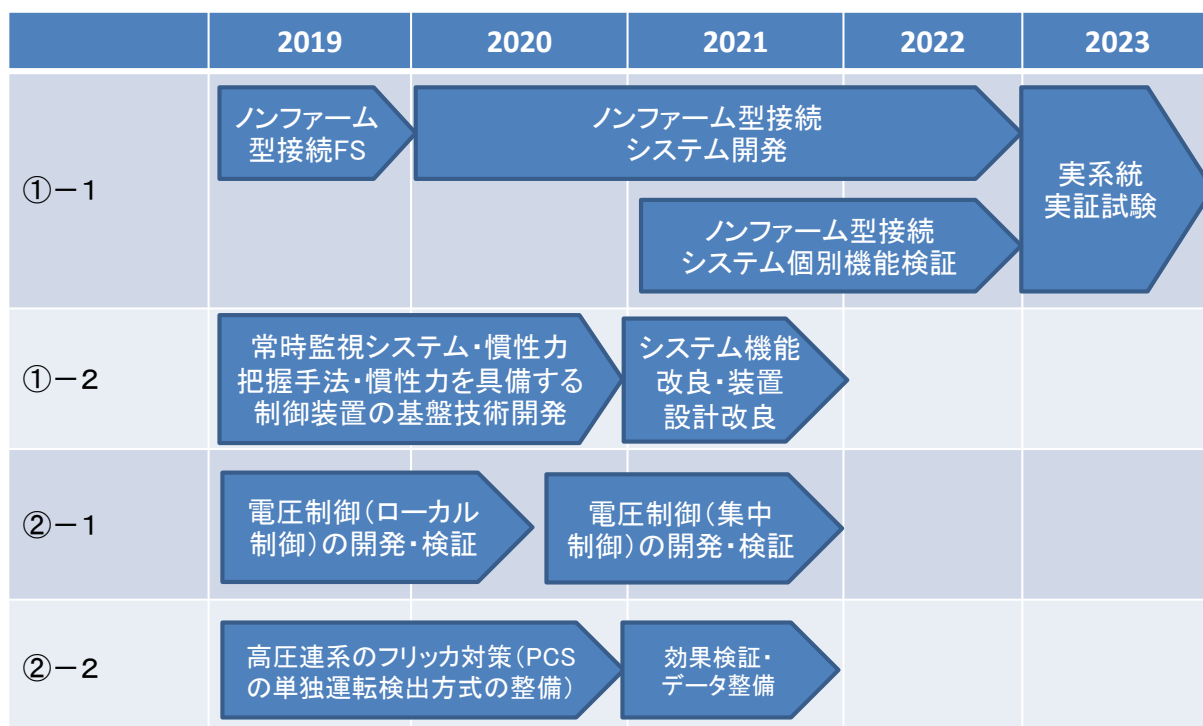 2019 2020 2021 2022 2023
①-1
ノンファーム
型接続FS
ノンファーム型接続
システム開発
ノンファーム型接続
システム個別機能検証
実系統
実証試験
①-2
常時監視システム・慣性力
把握手法・慣性力を具備する
制御装置の基盤技術開発
システム機能
改良・装置
設計改良
②-1
電圧制御(ローカル
制御)の開発・検証
電圧制御(集中
制御)の開発・検証
②-2
高圧連系のフリッカ対策(PCS
の単独運転検出方式の整備)
効果検証・
データ整備